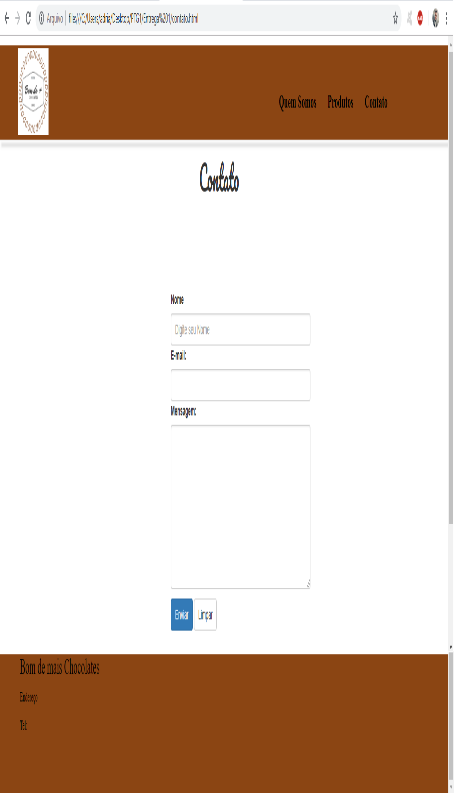 Arquivo
Quem Somos Produtos Contato
Contato
Nome
Digite seu Nome
E-mail:
Mensagem:
Enviar Limpar
Bom de mais Chocolates
Endereço
Tel: